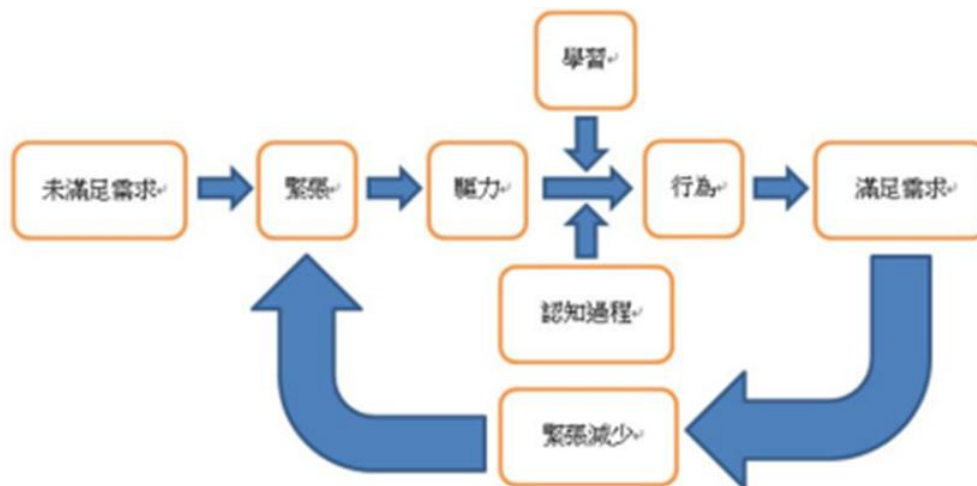 學習
未滿足需求
緊張
驅力
行為
滿足需求
認知過程
緊張減少